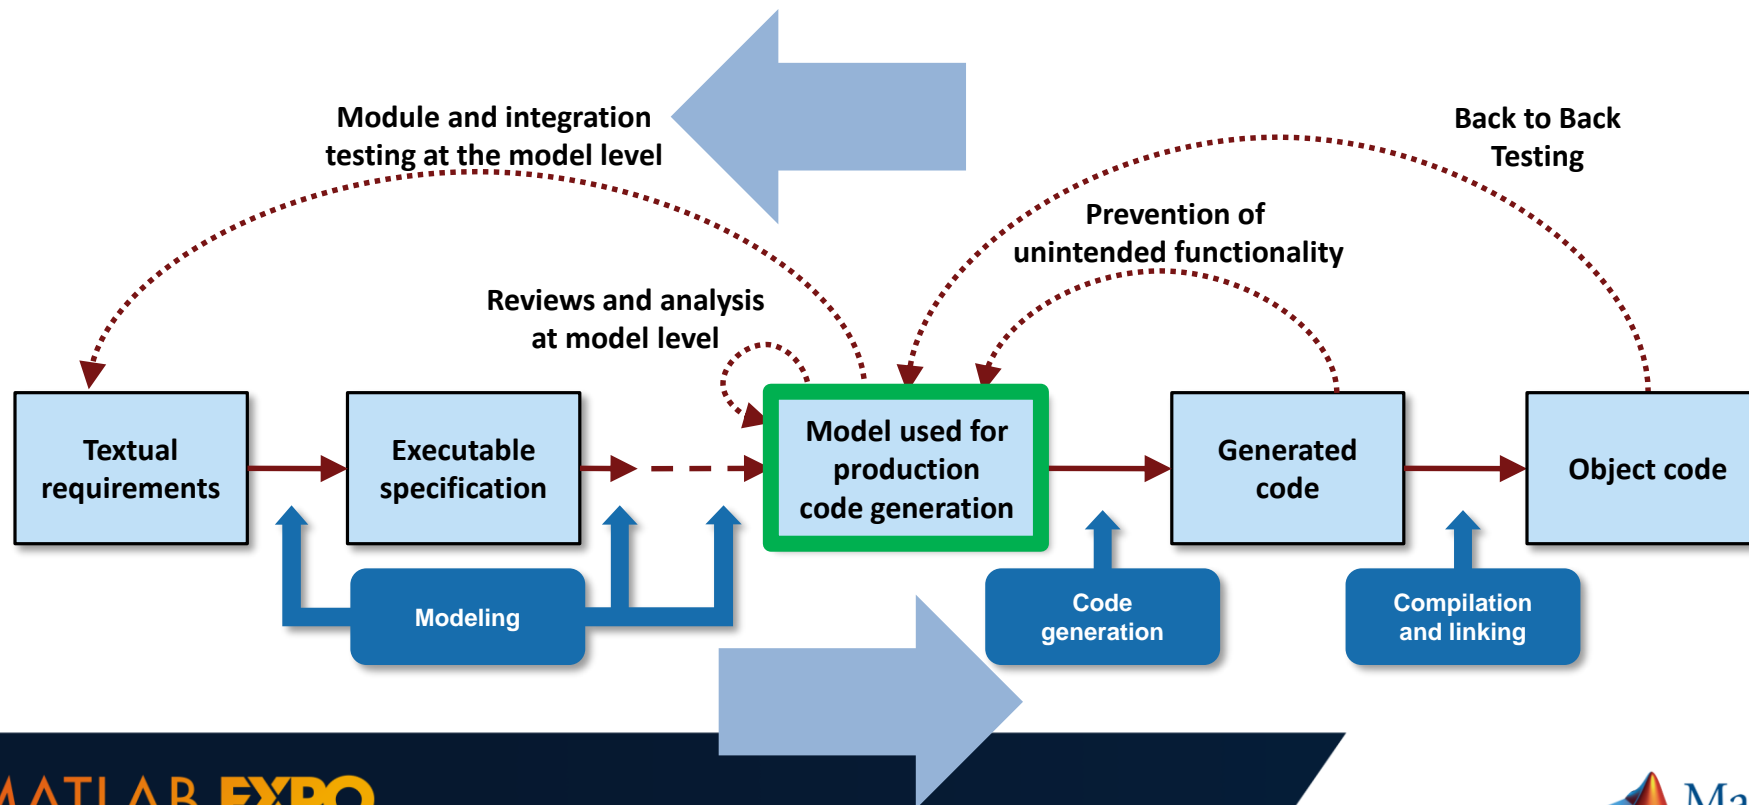 Module and integration
testing at the model level
Back to Back
Testing
Prevention of
unintended functionality
Reviews and analysis
at model level
Textual
requirements
Executable
specification
Model used for
production
code generation
Generated
code
Object code
Modeling
Code
generation
Compilation
and linking
MATLAB EXPO